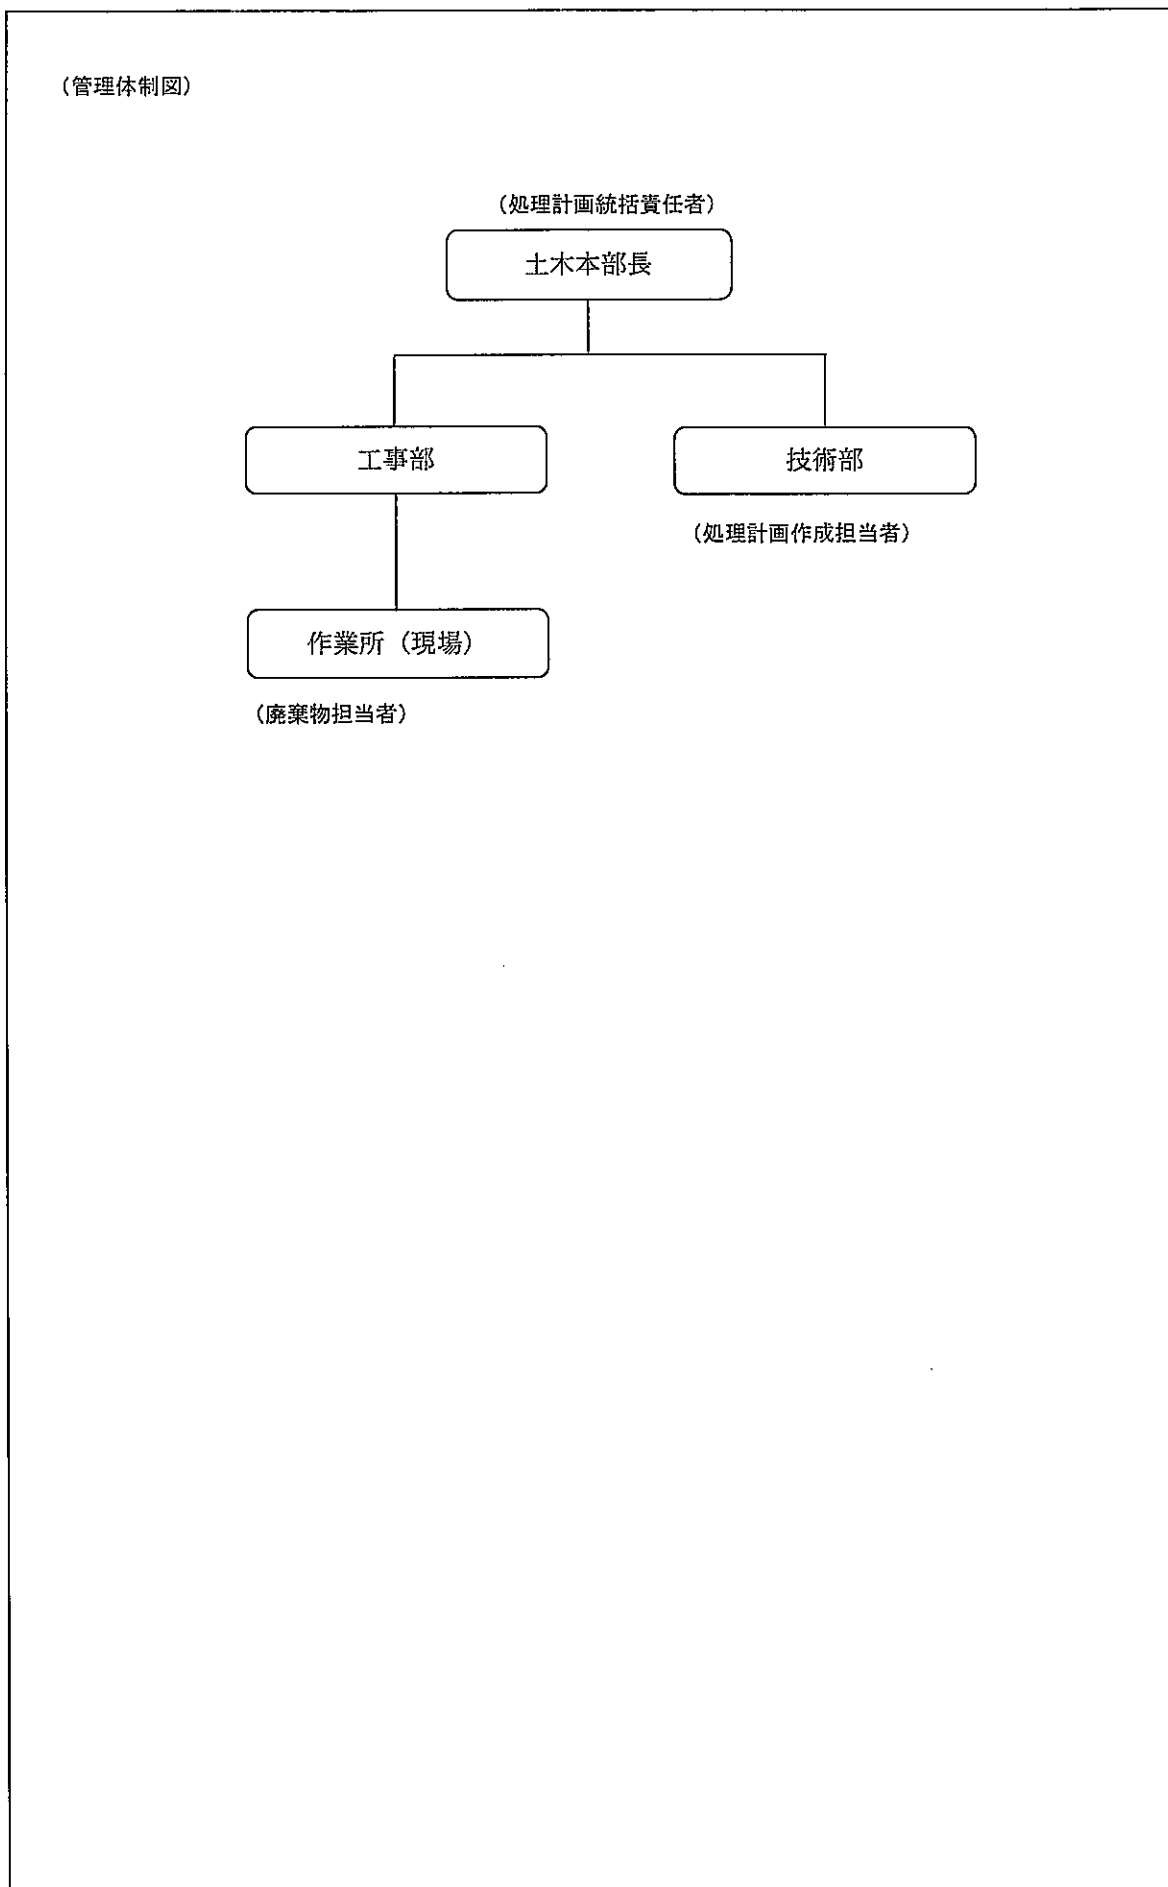 （管理体制図）
（処理計画統括責任者）
土木本部長
工事部
技術部
（処理計画作成担当者）
作業所（現場）
（廃棄物担当者）